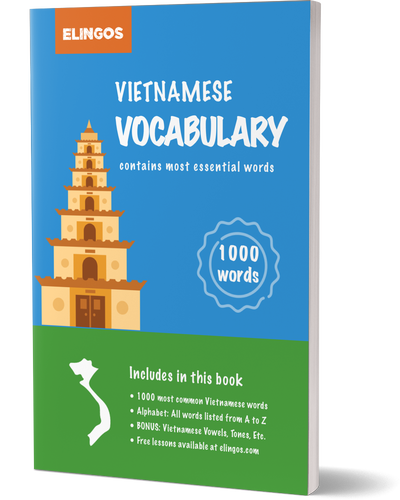 ELINGOS
VIETNAMESE
VOCABULARY
contains most essential words
1000
words
Includes in this book
• 1000 most common Vietnamese words
• Alphabet: All words listed from A to Z
• BONUS: Vietnamese Vowels, Tones, Etc.
• Free lessons available at elingos.com